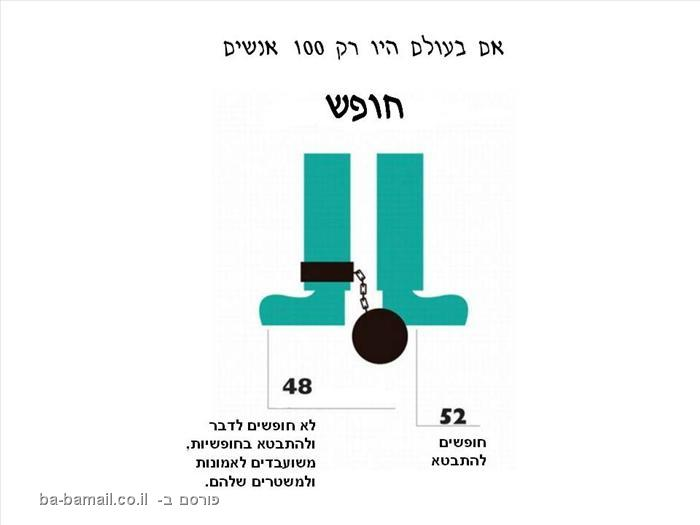 אם בעולם היו רק 100 אנשים
חופש
48
לא חופשים לדבר
ולהתבטא בחופשיות,
משועבדים לאמונות
ולמשטרים שלהם.
52
חופשים
להתבטא
פורסם ב- ba-bamail.co.il